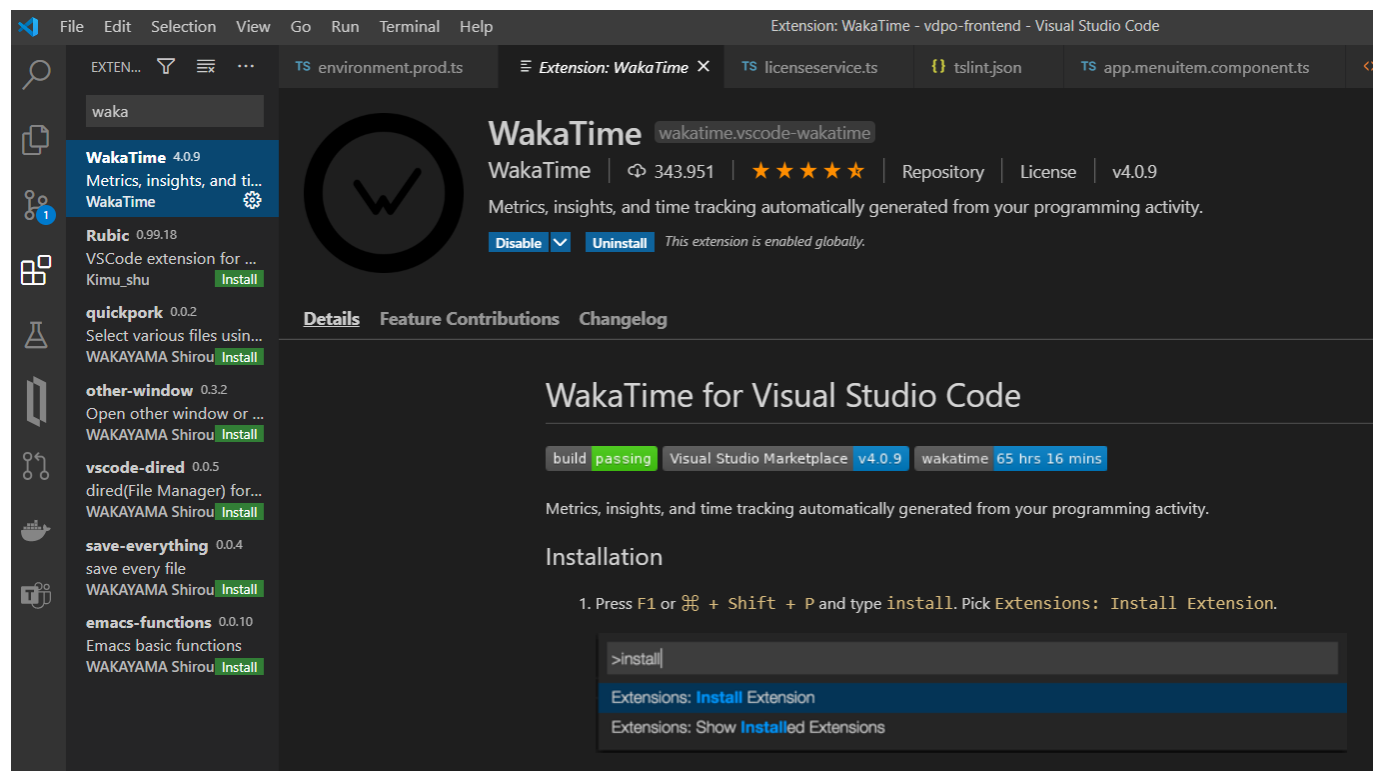 File Edit Selection View Go Run Terminal Help
Extension: WakaTime - vdpo-frontend - Visual Studio Code
EXTEN...
TS environment.prod.ts
Extension: WakaTime
TS licenseservice.ts
{} tslint.json
TS app.menuitem.component.ts
waka
WakaTime 4.0.9
Metrics, insights, and ti...
WakaTime
Rubic 0.99.18
VSCode extension for ...
Kimu_shu Install
quickpork 0.0.2
Select various files usin...
WAKAYAMA Shirou Install
other-window 0.3.2
Open other window or ...
WAKAYAMA Shirou Install
vscode-dired 0.0.5
dired(File Manager) for...
WAKAYAMA Shirou Install
save-everything 0.0.4
save every file
WAKAYAMA Shirou Install
emacs-functions 0.0.10
Emacs basic functions
WAKAYAMA Shirou Install
1
W
WakaTime wakatime.vscode-wakatime
WakaTime 343.951 Repository License v4.0.9
Metrics, insights, and time tracking automatically generated from your programming activity.
Disable Uninstall This extension is enabled globally.
Details Feature Contributions Changelog
WakaTime for Visual Studio Code
build passing Visual Studio Marketplace v4.0.9 wakatime 65 hrs 16 mins
Metrics, insights, and time tracking automatically generated from your programming activity.
Installation
1. Press F1 or ⌘ + Shift + P and type install. Pick Extensions: Install Extension.
>install
Extensions: Install Extension
Extensions: Show Installed Extensions